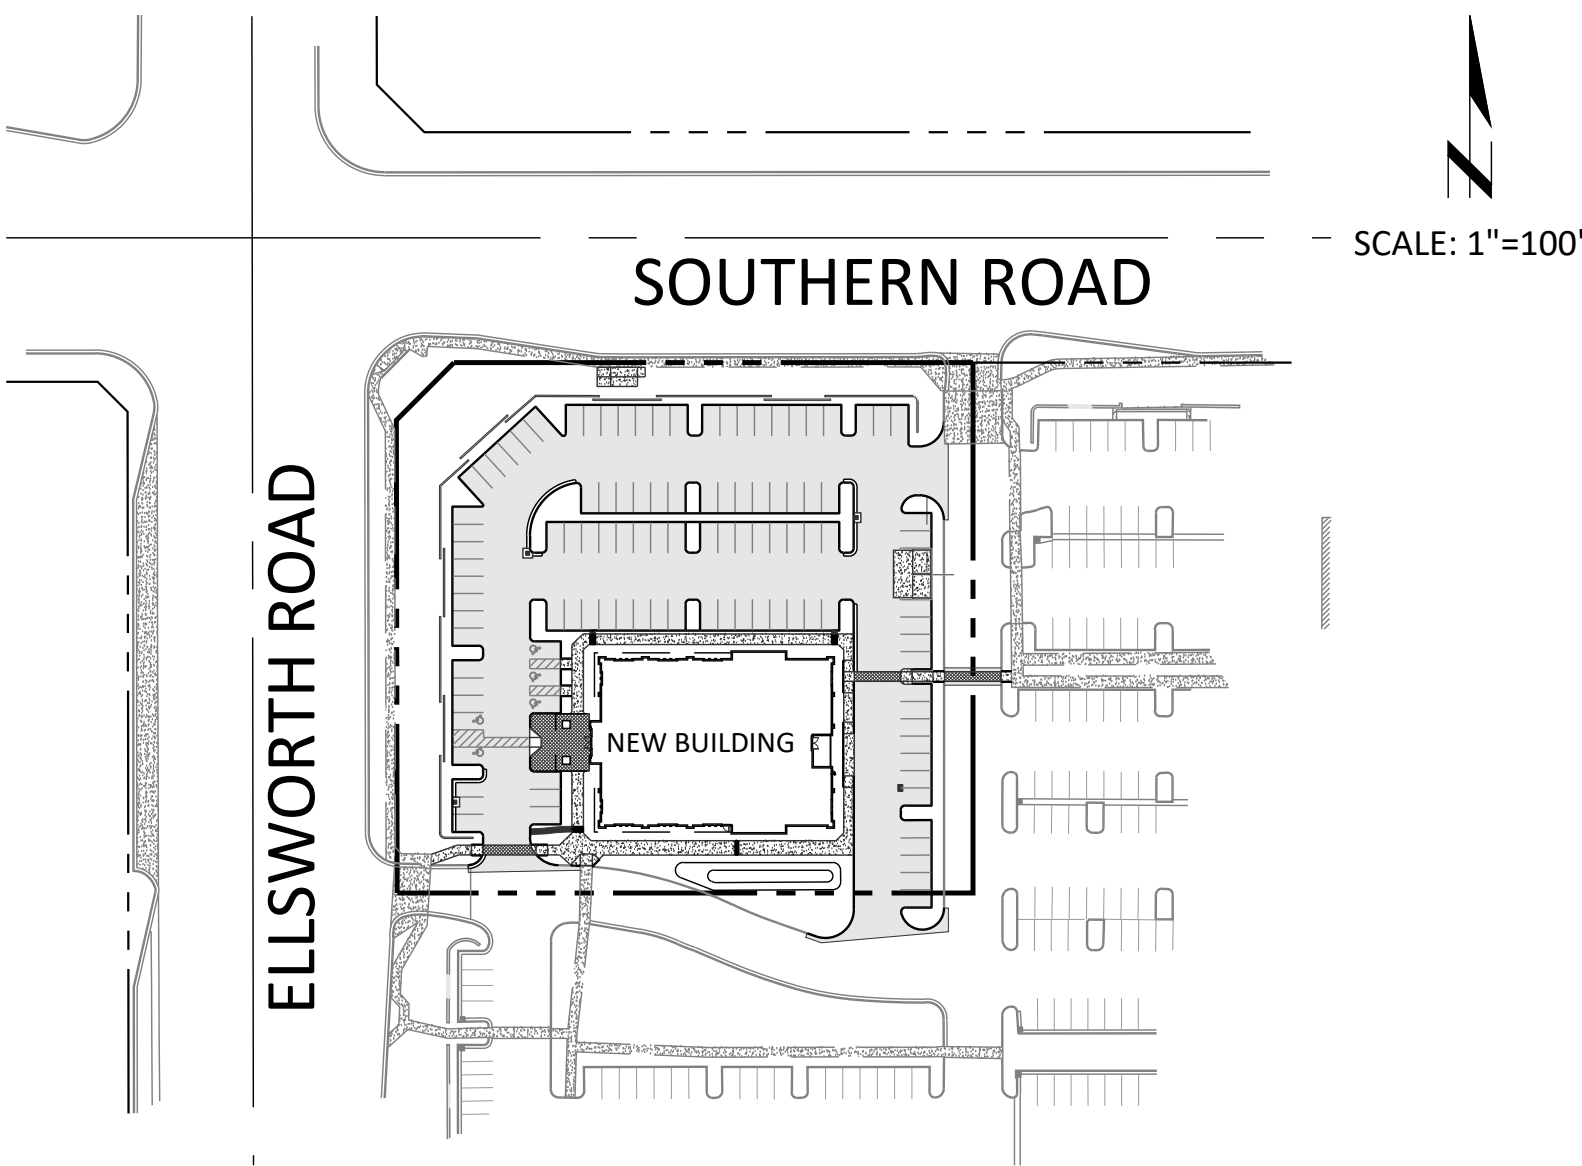 N
SCALE: 1"=100'
SOUTHERN ROAD
ELLSWORTH ROAD
NEW BUILDING